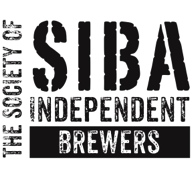 THE SOCIETY OF
SIBA
INDEPENDENT
BREWERS